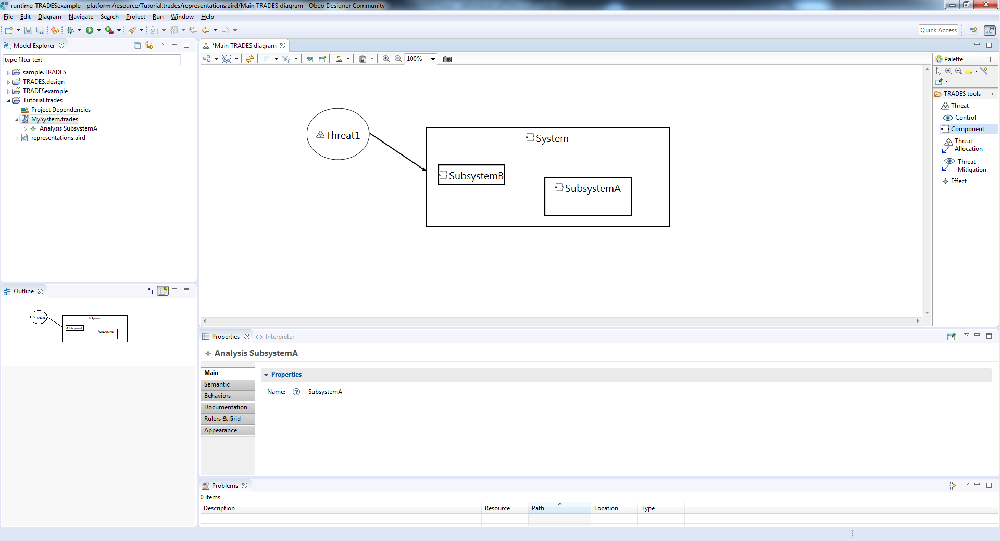 runtime-TRADESexample - platform:/resource/Tutorial.trades/representations.aird/Main TRADES diagram - Obeo Designer Community
File Edit Diagram Navigate Search Project Run Window Help
Quick Access
Model Explorer
type filter text
sample.TRADES
TRADES.design
TRADESexample
Tutorial.trades
Project Dependencies
MySystem.trades
Analysis SubsystemA
representations.aird
*Main TRADES diagram
100%
Threat1
System
SubsystemB
SubsystemA
Palette
TRADES tools
Threat
Control
Component
Threat
Allocation
Threat
Mitigation
Effect
Outline
Threat1
System
SubsystemB
SubsystemA
Properties Interpreter
Analysis SubsystemA
Main
Semantic
Behaviors
Documentation
Rulers & Grid
Appearance
Properties
Name: ? SubsystemA
Problems
0 items
Description Resource Path Location Type